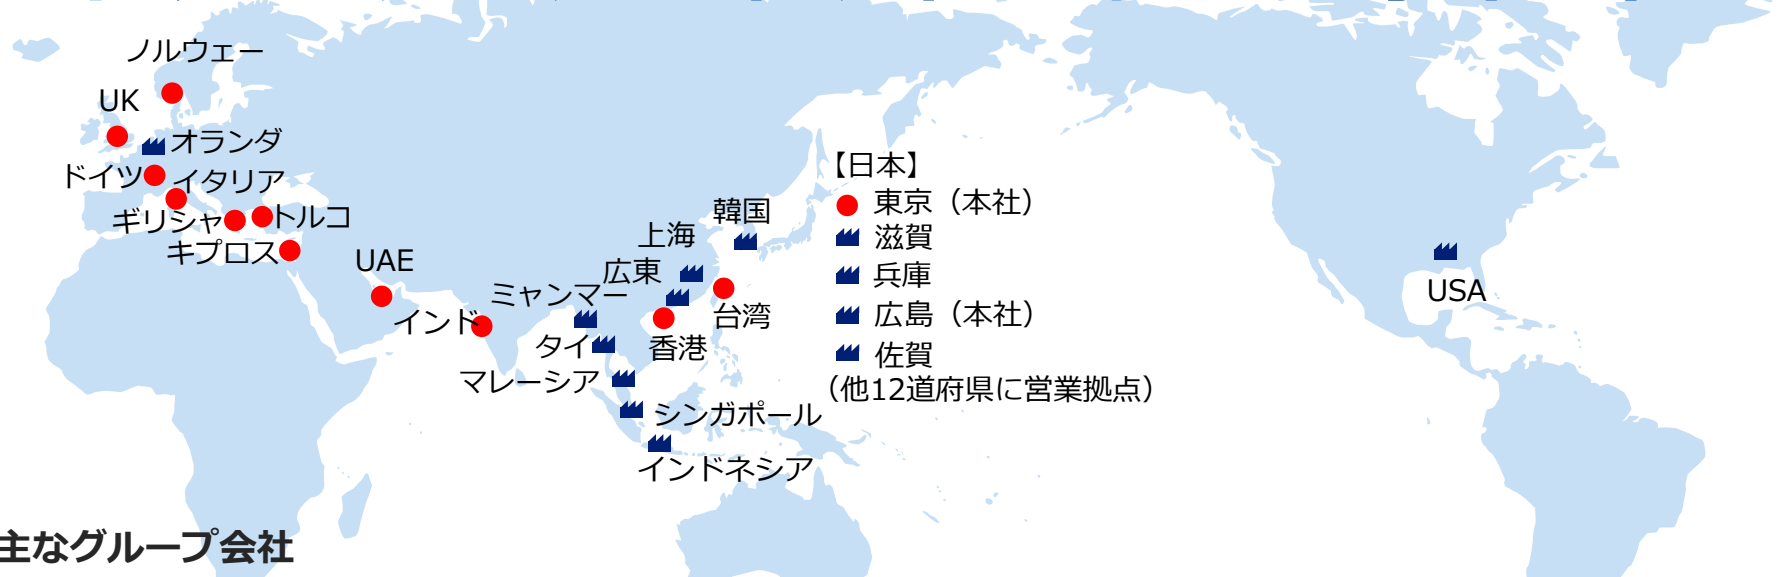 ノルウェー
UK
オランダ
ドイツ
イタリア
ギリシャ
トルコ
キプロス
UAE
インド
ミャンマー
タイ
マレーシア
シンガポール
インドネシア
韓国
上海
広東
台湾
香港
【日本】
東京（本社）
滋賀
兵庫
広島（本社）
佐賀
（他12道府県に営業拠点）
USA
主なグループ会社